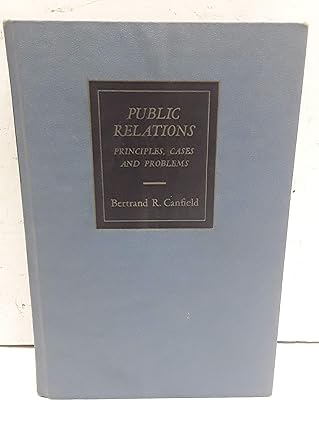 PUBLIC
RELATIONS
PRINCIPLES, CASES
AND PROBLEMS
Bertrand R. Canfield